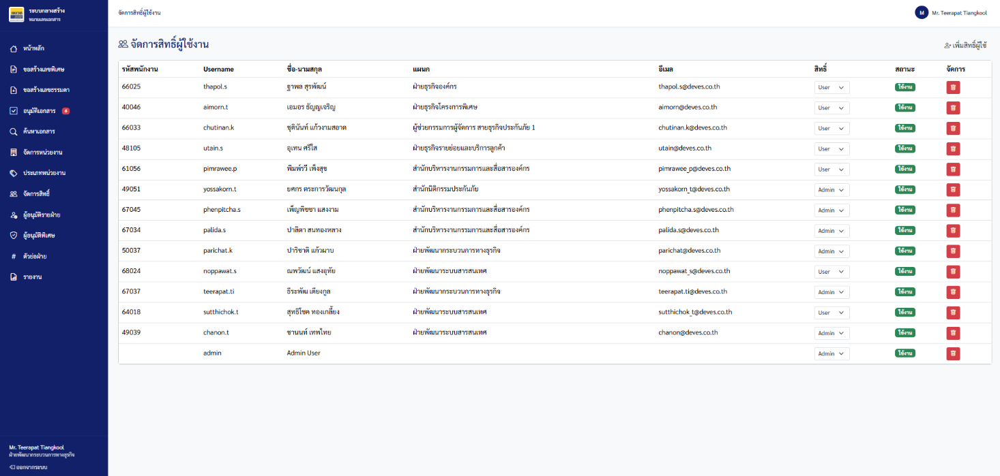 ระบบกลางสร้าง
หมายเลขเอกสาร
หน้าหลัก
ขอสร้างเลขพิเศษ
ขอสร้างเลขธรรมดา
อนุมัติเอกสาร
ค้นหาเอกสาร
จัดการหน่วยงาน
ประเภทหน่วยงาน
จัดการสิทธิ์
ผู้อนุมัติรายฝ่าย
ผู้อนุมัติพิเศษ
# ตัวย่อฝ่าย
รายงาน
Mr. Teerapat Tiangkool
ฝ่ายพัฒนากระบวนการทางธุรกิจ
ออกจากระบบ
จัดการสิทธิ์ผู้ใช้งาน
M Mr. Teerapat Tiangkool
จัดการสิทธิ์ผู้ใช้งาน
เพิ่มสิทธิ์ผู้ใช้
รหัสพนักงาน Username ชื่อ-นามสกุล แผนก อีเมล สิทธิ์ สถานะ จัดการ
66025 thapol.s ฐาพล สุรพัฒน์ ฝ่ายธุรกิจองค์กร thapol.s@deves.co.th User ใช้งาน
40046 aimorn.t เอมอร ธัญญเจริญ ฝ่ายธุรกิจโครงการพิเศษ aimorn@deves.co.th User ใช้งาน
66033 chutinan.k ชุตินันท์ แก้วงามสอาด ผู้ช่วยกรรมการผู้จัดการ สายธุรกิจประกันภัย 1 chutinan.k@deves.co.th User ใช้งาน
48105 utain.s อุเทน ศรีใส ฝ่ายธุรกิจรายย่อยและบริการลูกค้า utain@deves.co.th User ใช้งาน
61056 pimrawee.p พิมพ์รวี เพ็งสุข สำนักบริหารงานกรรมการและสื่อสารองค์กร pimrawee_p@deves.co.th User ใช้งาน
49051 yossakorn.t ยศกร ตระการวัฒนกุล สำนักนิติกรรมประกันภัย yossakorn_t@deves.co.th Admin ใช้งาน
67045 phenpitcha.s เพ็ญพิชชา แสงงาม สำนักบริหารงานกรรมการและสื่อสารองค์กร phenpitcha.s@deves.co.th Admin ใช้งาน
67034 palida.s ปาลิดา สนทองหลาง สำนักบริหารงานกรรมการและสื่อสารองค์กร palida.s@deves.co.th Admin ใช้งาน
50037 parichat.k ปาริชาติ แก้วผาบ ฝ่ายพัฒนากระบวนการทางธุรกิจ parichat@deves.co.th Admin ใช้งาน
68024 noppawat.s ณพวัฒน์ แสงอุทัย ฝ่ายพัฒนาระบบสารสนเทศ noppawat_s@deves.co.th User ใช้งาน
67037 teerapat.ti ธีระพัฒ เตียงกูล ฝ่ายพัฒนากระบวนการทางธุรกิจ teerapat.ti@deves.co.th Admin ใช้งาน
64018 sutthichok.t สุทธิโชค ทองเกลี้ยง ฝ่ายพัฒนาระบบสารสนเทศ sutthichok_t@deves.co.th User ใช้งาน
49039 chanon.t ชานนท์ เทพไทย ฝ่ายพัฒนาระบบสารสนเทศ chanon@deves.co.th Admin ใช้งาน
admin Admin User Admin ใช้งาน